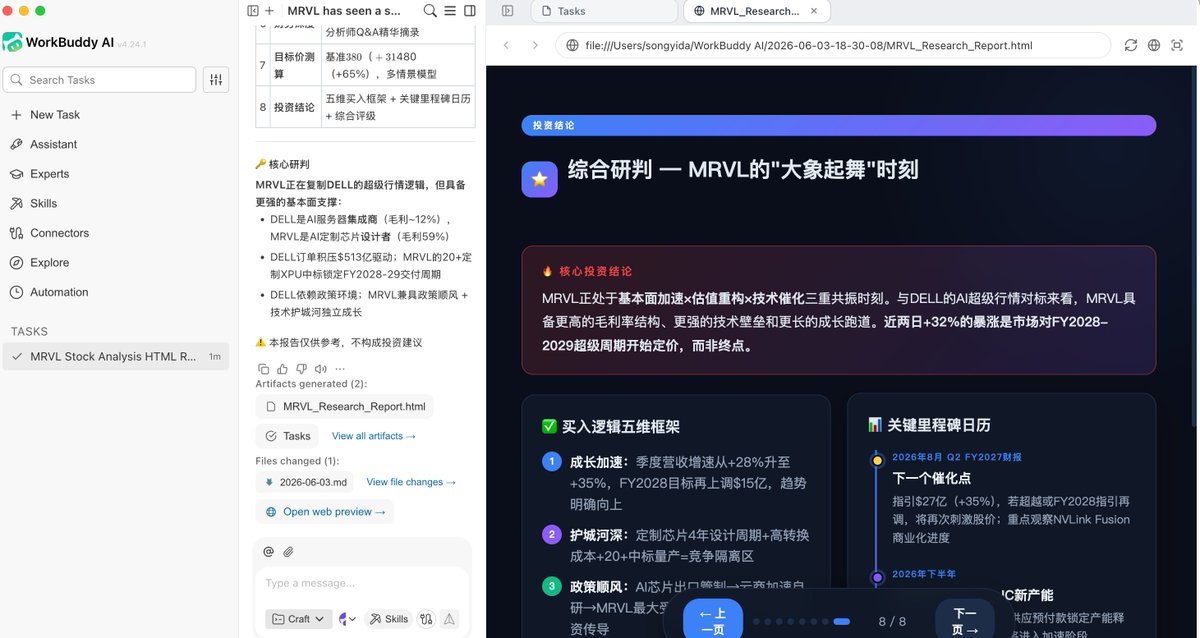 WorkBuddy AI v4.24.1
Search Tasks
New Task
Assistant
Experts
Skills
Connectors
Explore
Automation
TASKS
MRVL Stock Analysis HTML R... 1m
MRVL has seen a s...
分析师Q&A精华摘录
7 目标价测算 基准380（+31480
（+65%），多情景模型
8 投资结论 五维买入框架 + 关键里程碑日历
+ 综合评级
🔑 核心研判
MRVL正在复制DELL的超级行情逻辑，但具备
更强的基本面支撑：
• DELL是AI服务器集成商（毛利~12%），
MRVL是AI定制芯片设计者（毛利59%）
• DELL订单积压$513亿驱动；MRVL的20+定
制XPU中标锁定FY2028-29交付周期
• DELL依赖政策环境；MRVL兼具政策顺风 +
技术护城河独立成长
⚠️ 本报告仅供参考，不构成投资建议
Artifacts generated (2):
MRVL_Research_Report.html
Tasks View all artifacts →
Files changed (1):
2026-06-03.md View file changes →
Open web preview →
@
Type a message...
Craft Skills
Tasks
MRVL_Research... ×
file:///Users/songyida/WorkBuddy AI/2026-06-03-18-30-08/MRVL_Research_Report.html
投资结论
综合研判 — MRVL的"大象起舞"时刻
🔥 核心投资结论
MRVL正处于基本面加速×估值重构×技术催化三重共振时刻。与DELL的AI超级行情对标来看，MRVL具
备更高的毛利率结构、更强的技术壁垒和更长的成长跑道。近两日+32%的暴涨是市场对FY2028–
2029超级周期开始定价，而非终点。
✅ 买入逻辑五维框架
1 成长加速：季度营收增速从+28%升至
+35%，FY2028目标再上调$15亿，趋势
明确向上
2 护城河深：定制芯片4年设计周期+高转换
成本+20+中标量产=竞争隔离区
3 政策顺风：AI芯片出口管制→云商加速自
研→MRVL最大受
资传导
📊 关键里程碑日历
2026年8月 Q2 FY2027财报
下一个催化点
指引$27亿（+35%），若超越或FY2028指引再
调，将再次刺激股价；重点观察NVLink Fusion
商业化进度
2026年下半年
IC新产能
供应预付款锁定产能释
← 上一页
8 / 8
下一页 →